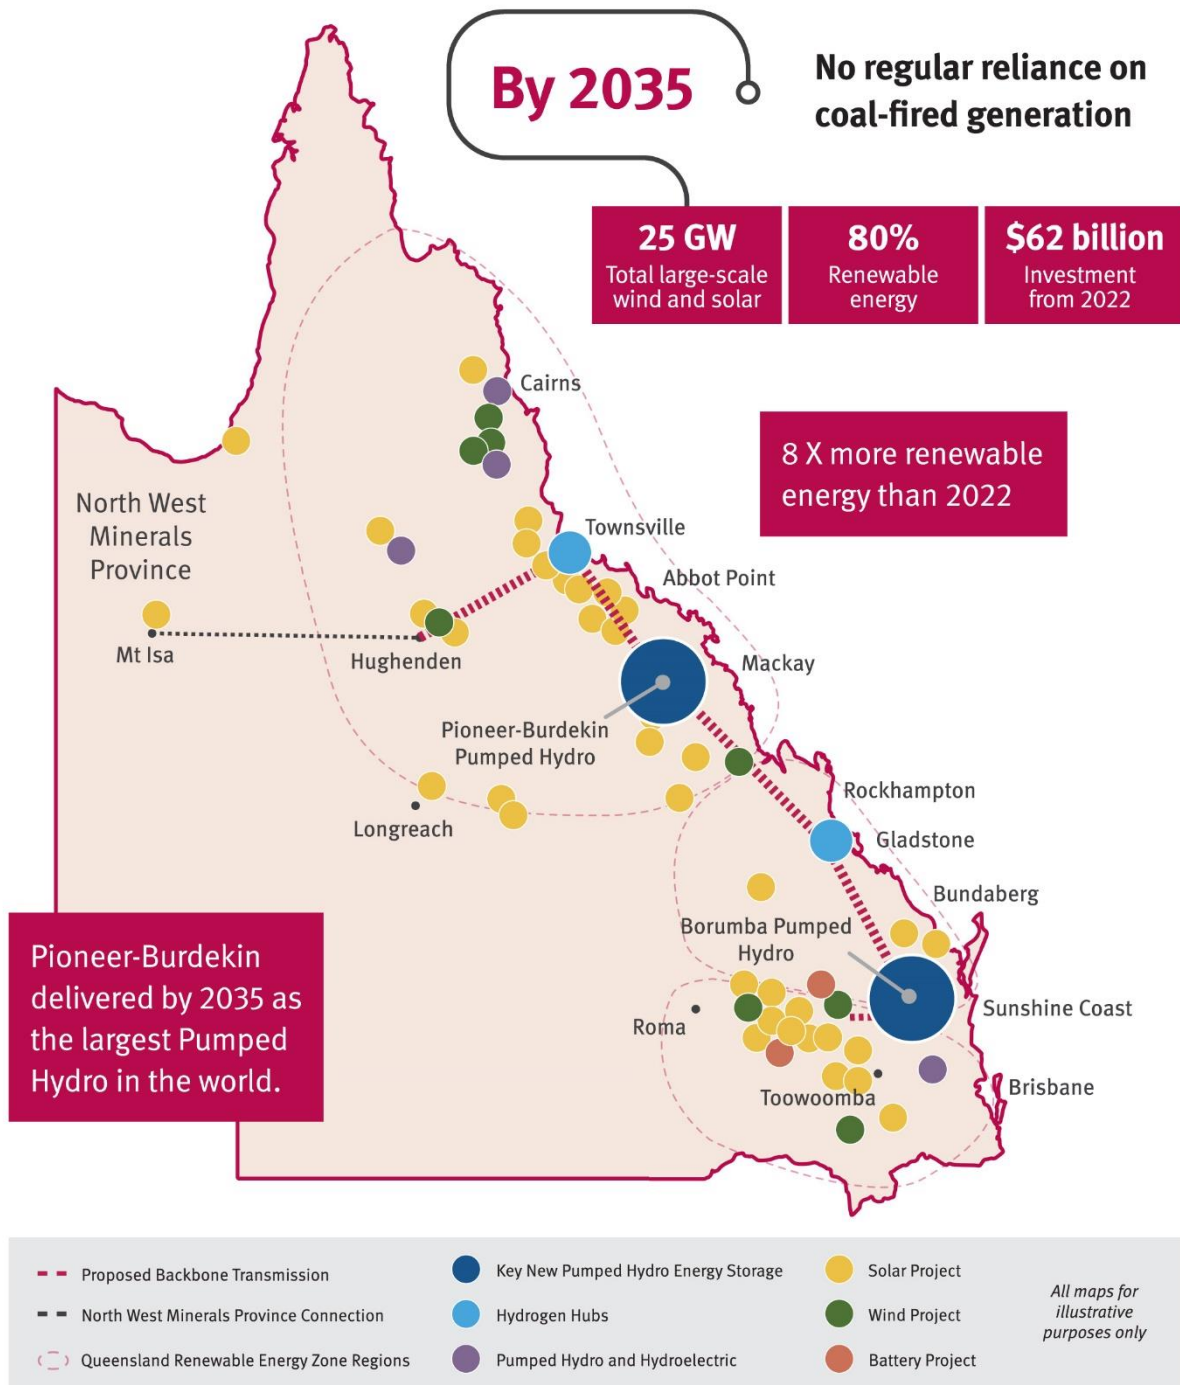 By 2035
No regular reliance on
coal-fired generation
25 GW
Total large-scale
wind and solar
80%
Renewable
energy
$62 billion
Investment
from 2022
Cairns
8 X more renewable
energy than 2022
North West
Minerals
Province
Townsville
Abbot Point
Mt Isa
Hughenden
Mackay
Pioneer-Burdekin
Pumped Hydro
Rockhampton
Longreach
Gladstone
Bundaberg
Borumba Pumped
Hydro
Pioneer-Burdekin
delivered by 2035 as
the largest Pumped
Hydro in the world.
Roma
Sunshine Coast
Toowoomba
Brisbane
Proposed Backbone Transmission
North West Minerals Province Connection
Queensland Renewable Energy Zone Regions
Key New Pumped Hydro Energy Storage
Hydrogen Hubs
Pumped Hydro and Hydroelectric
Solar Project
Wind Project
Battery Project
All maps for
illustrative
purposes only